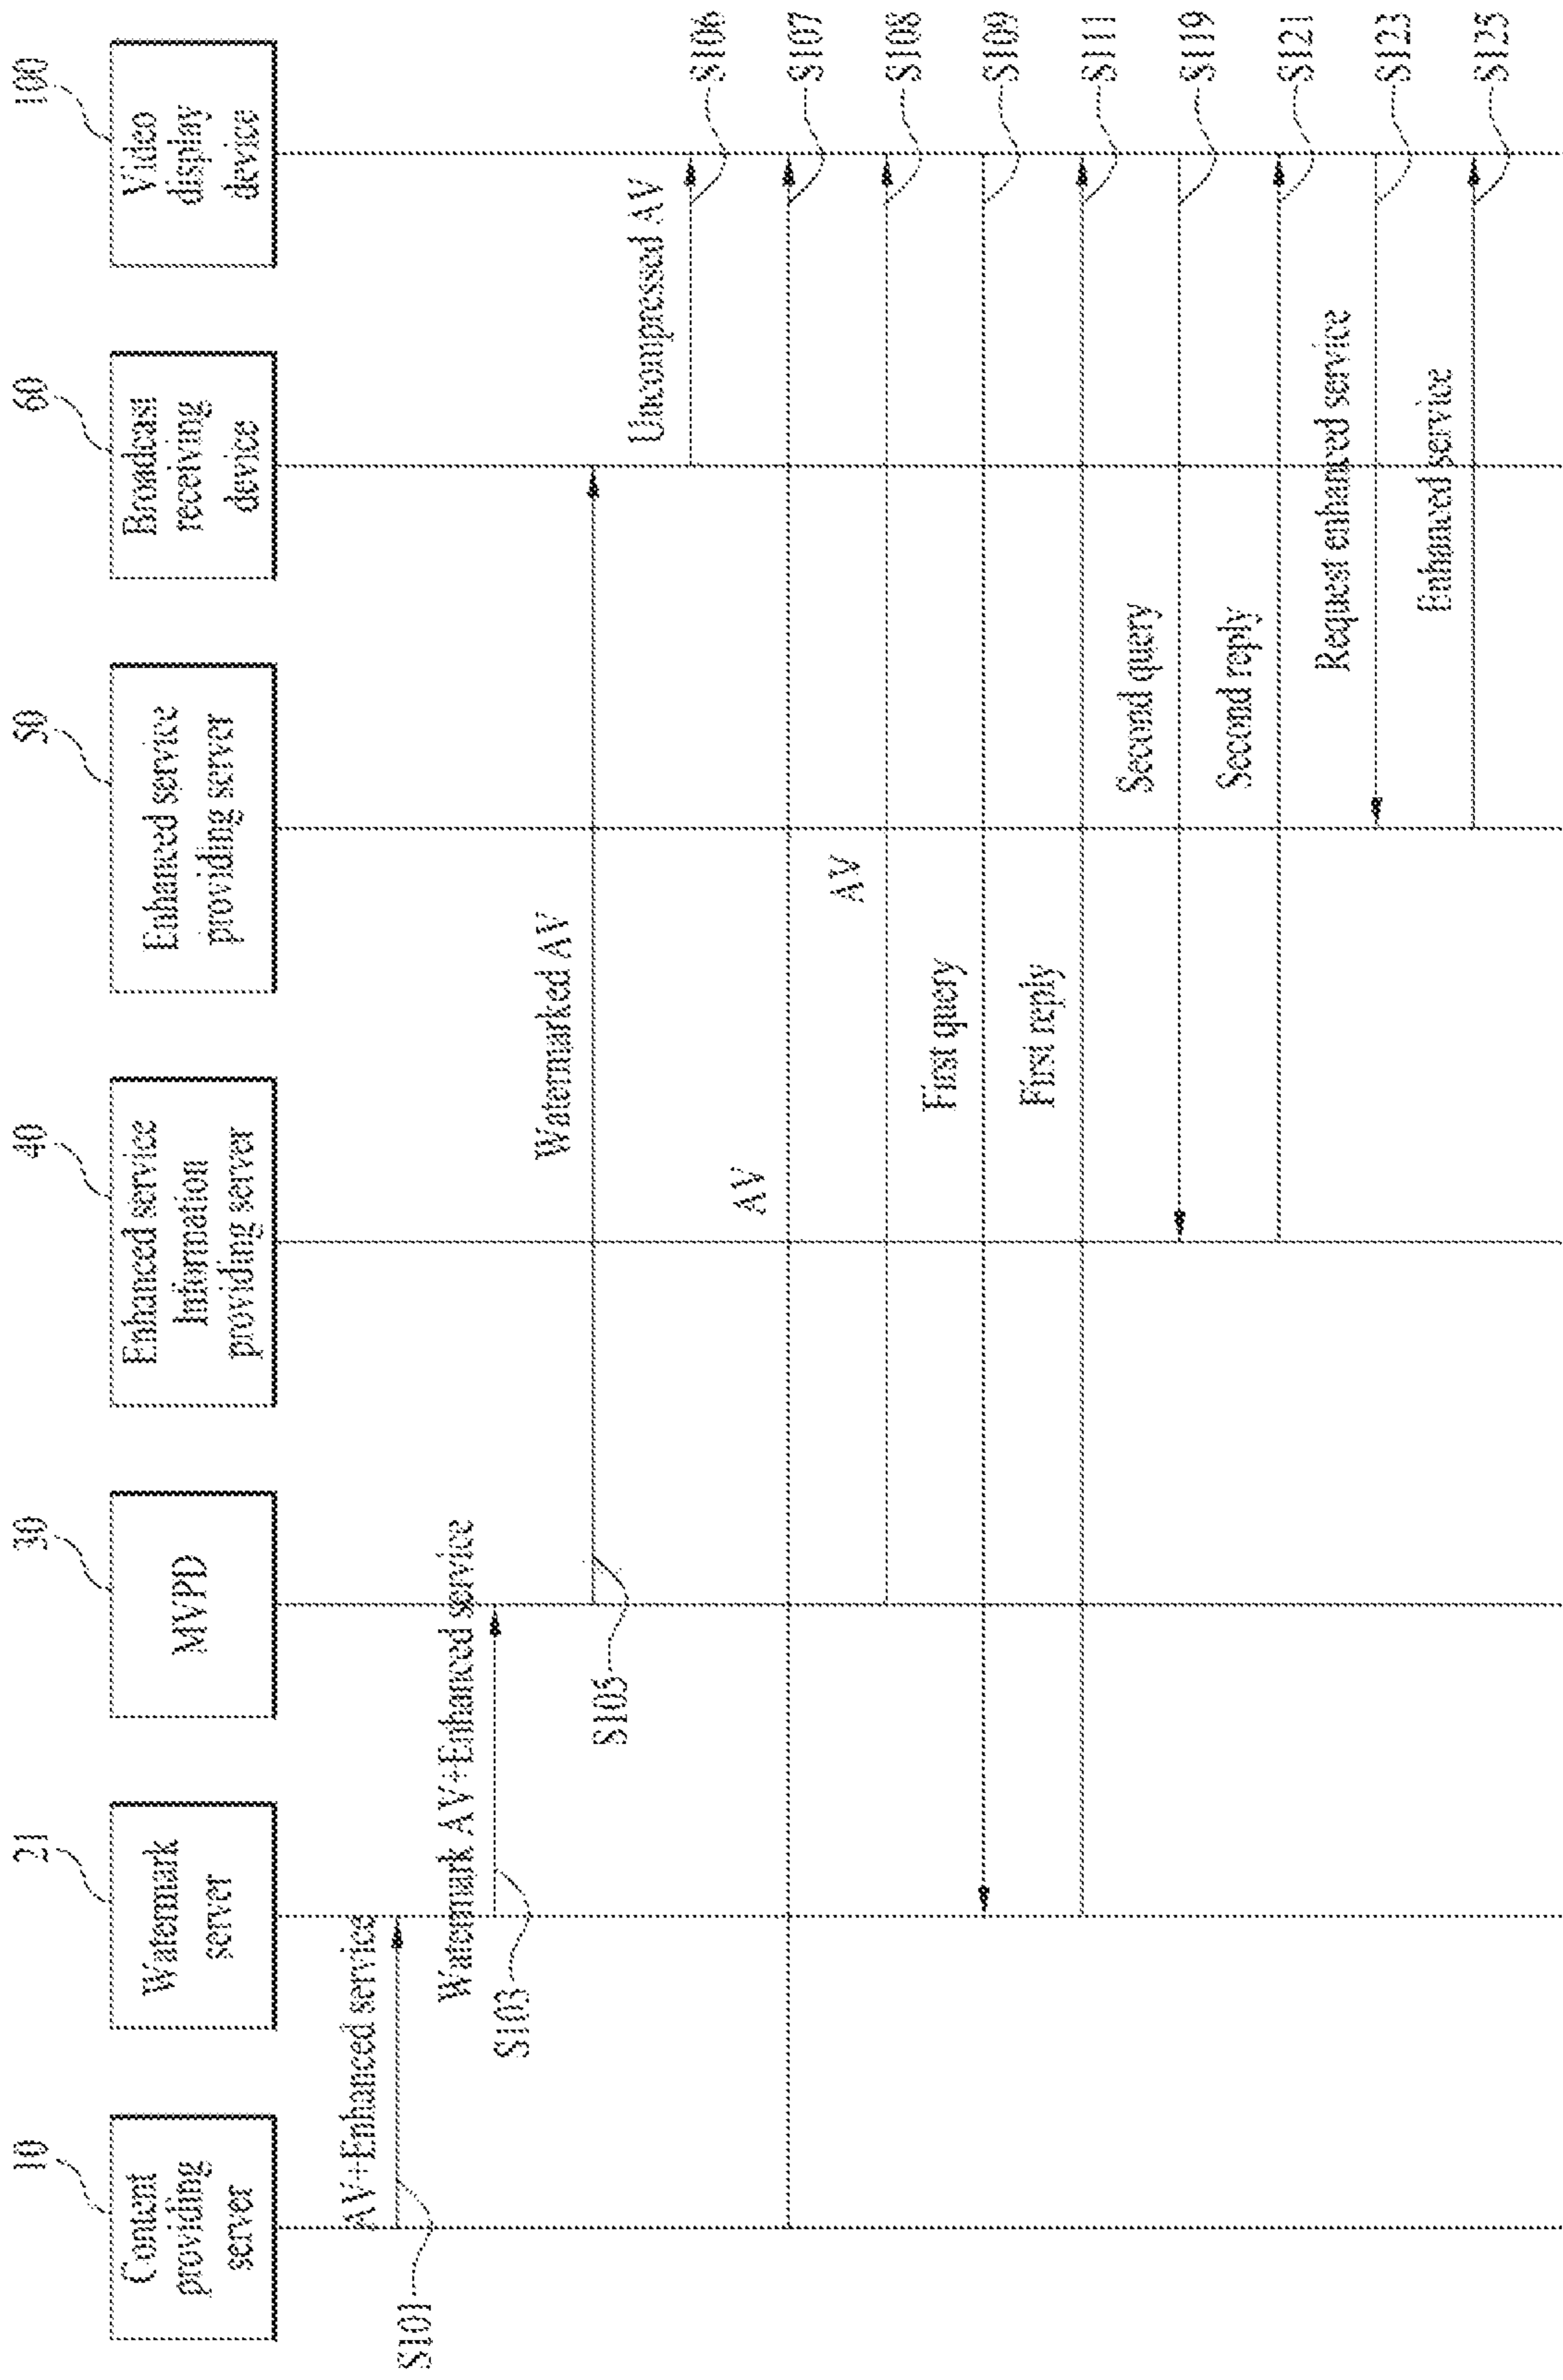 10
Content
providing
server
21
Watermark
server
30
MVPD
40
Enhanced service
Information
providing server
50
Enhanced service
providing server
60
Broadcast
receiving
device
100
Video
display
device
AV+Enhanced service
S101
Watermark AV+Enhanced service
S103
Watermarked AV
S105
Uncompressed AV
S106
AV
S107
AV
S108
First query
S109
First reply
S111
Second query
S119
Second reply
S121
Request enhanced service
S123
Enhanced service
S125